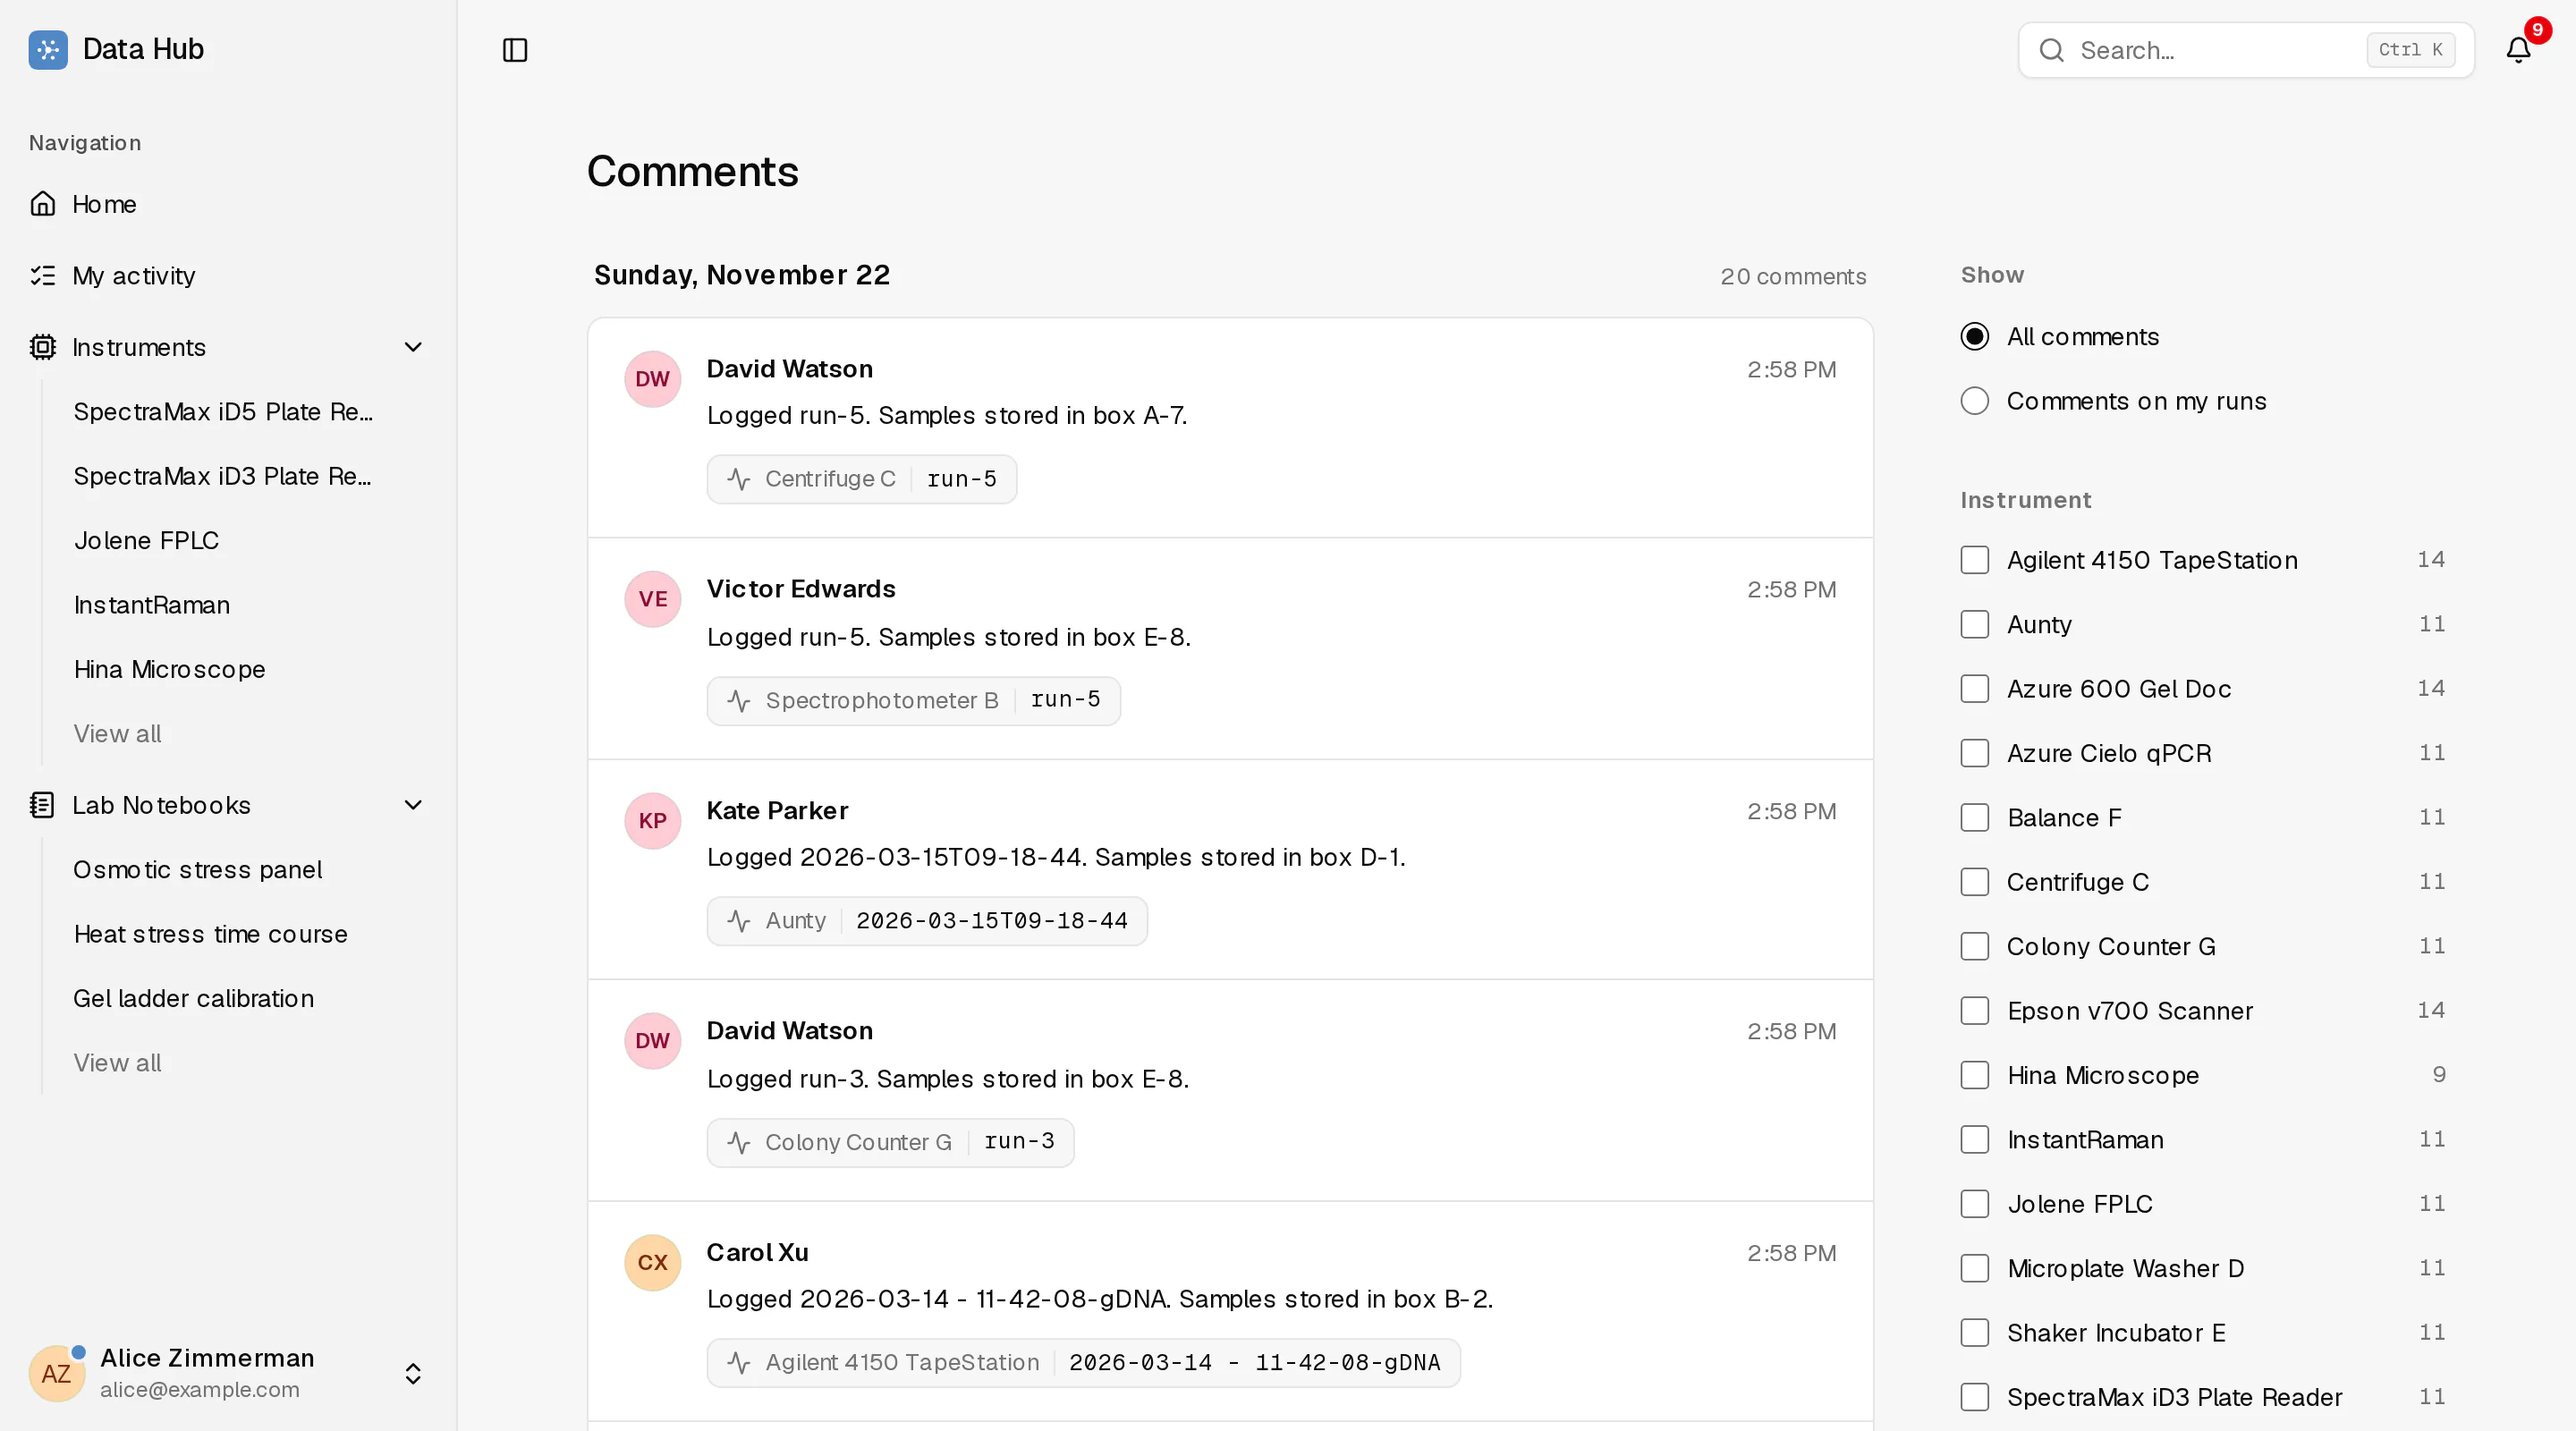 Data Hub
Navigation
Home
My activity
Instruments
SpectraMax iD5 Plate Re...
SpectraMax iD3 Plate Re...
Jolene FPLC
InstantRaman
Hina Microscope
View all
Lab Notebooks
Osmotic stress panel
Heat stress time course
Gel ladder calibration
View all
AZ
Alice Zimmerman
alice@example.com
Search...
Ctrl K
9
Comments
Sunday, November 22
20 comments
DW
David Watson
2:58 PM
Logged run-5. Samples stored in box A-7.
Centrifuge C
run-5
VE
Victor Edwards
2:58 PM
Logged run-5. Samples stored in box E-8.
Spectrophotometer B
run-5
KP
Kate Parker
2:58 PM
Logged 2026-03-15T09-18-44. Samples stored in box D-1.
Aunty
2026-03-15T09-18-44
DW
David Watson
2:58 PM
Logged run-3. Samples stored in box E-8.
Colony Counter G
run-3
CX
Carol Xu
2:58 PM
Logged 2026-03-14 - 11-42-08-gDNA. Samples stored in box B-2.
Agilent 4150 TapeStation
2026-03-14 - 11-42-08-gDNA
Show
All comments
Comments on my runs
Instrument
Agilent 4150 TapeStation 14
Aunty 11
Azure 600 Gel Doc 14
Azure Cielo qPCR 11
Balance F 11
Centrifuge C 11
Colony Counter G 11
Epson v700 Scanner 14
Hina Microscope 9
InstantRaman 11
Jolene FPLC 11
Microplate Washer D 11
Shaker Incubator E 11
SpectraMax iD3 Plate Reader 11